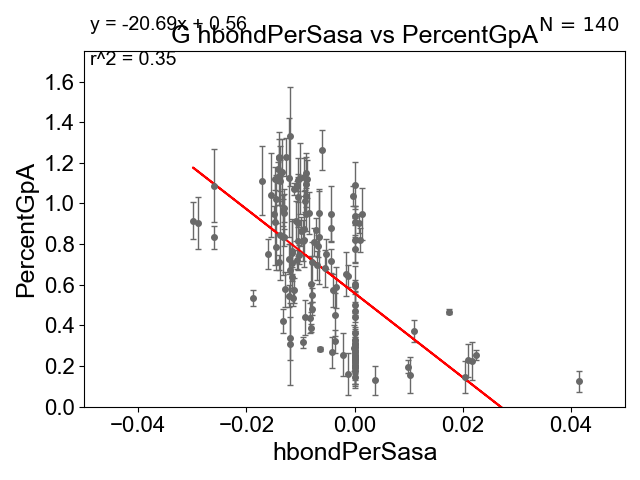 y = -20.69x + 0.56
G hbondPerSasa vs PercentGpA
N = 140
r^2 = 0.35
PercentGpA
1.6
1.4
1.2
1.0
0.8
0.6
0.4
0.2
0.0
−0.04 −0.02 0.00 0.02 0.04
hbondPerSasa